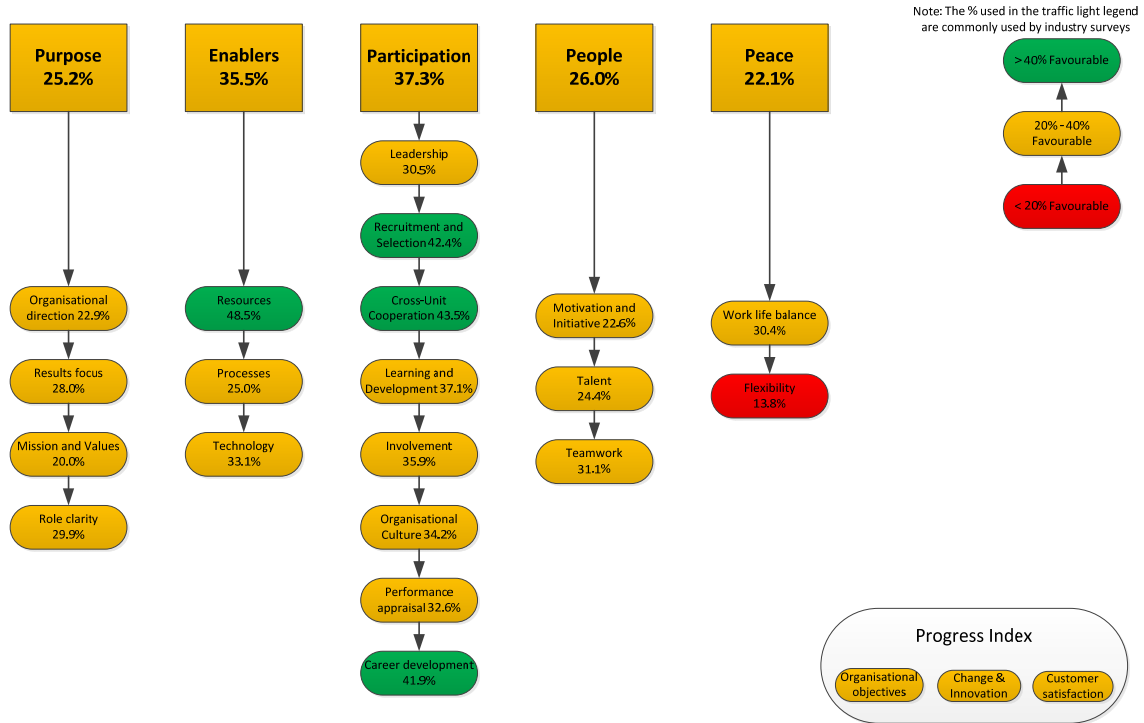 Note: The % used in the traffic light legend
are commonly used by industry surveys
Purpose
25.2%
Enablers
35.5%
Participation
37.3%
People
26.0%
Peace
22.1%
>40% Favourable
20% - 40%
Favourable
< 20% Favourable
Organisational
direction 22.9%
Results focus
28.0%
Mission and Values
20.0%
Role clarity
29.9%
Resources
48.5%
Processes
25.0%
Technology
33.1%
Leadership
30.5%
Recruitment and
Selection 42.4%
Cross-Unit
Cooperation 43.5%
Learning and
Development 37.1%
Involvement
35.9%
Organisational
Culture 34.2%
Performance
appraisal 32.6%
Career development
41.9%
Motivation and
Initiative 22.6%
Talent
24.4%
Teamwork
31.1%
Work life balance
30.4%
Flexibility
13.8%
Progress Index
Organisational
objectives
Change &
Innovation
Customer
satisfaction